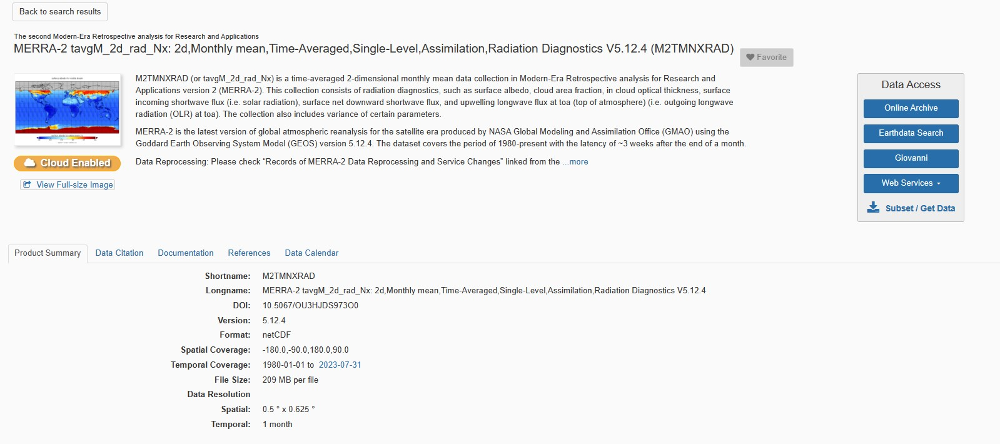 Back to search results
The second Modern-Era Retrospective analysis for Research and Applications
MERRA-2 tavgM_2d_rad_Nx: 2d,Monthly mean,Time-Averaged,Single-Level,Assimilation,Radiation Diagnostics V5.12.4 (M2TMNXRAD)
Favorite
M2TMNXRAD (or tavgM_2d_rad_Nx) is a time-averaged 2-dimensional monthly mean data collection in Modern-Era Retrospective analysis for Research and
Applications version 2 (MERRA-2). This collection consists of radiation diagnostics, such as surface albedo, cloud area fraction, in cloud optical thickness, surface
incoming shortwave flux (i.e. solar radiation), surface net downward shortwave flux, and upwelling longwave flux at toa (top of atmosphere) (i.e. outgoing longwave
radiation (OLR) at toa). The collection also includes variance of certain parameters.
MERRA-2 is the latest version of global atmospheric reanalysis for the satellite era produced by NASA Global Modeling and Assimilation Office (GMAO) using the
Goddard Earth Observing System Model (GEOS) version 5.12.4. The dataset covers the period of 1980-present with the latency of ~3 weeks after the end of a month.
Data Reprocessing: Please check “Records of MERRA-2 Data Reprocessing and Service Changes” linked from the ...more
Cloud Enabled
View Full-size Image
Data Access
Online Archive
Earthdata Search
Giovanni
Web Services
Subset / Get Data
Product Summary Data Citation Documentation References Data Calendar
Shortname: M2TMNXRAD
Longname: MERRA-2 tavgM_2d_rad_Nx: 2d,Monthly mean,Time-Averaged,Single-Level,Assimilation,Radiation Diagnostics V5.12.4
DOI: 10.5067/OU3HJDS973O0
Version: 5.12.4
Format: netCDF
Spatial Coverage: -180.0,-90.0,180.0,90.0
Temporal Coverage: 1980-01-01 to 2023-07-31
File Size: 209 MB per file
Data Resolution
Spatial: 0.5 ° x 0.625 °
Temporal: 1 month